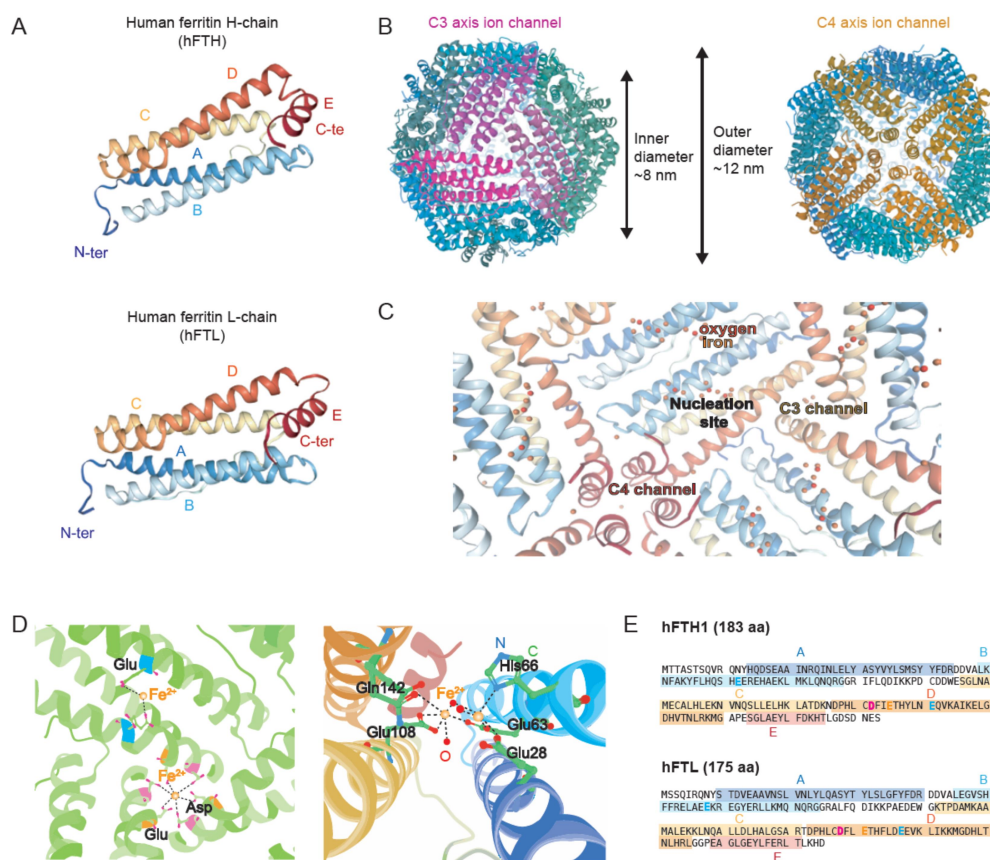 A
Human ferritin H-chain
(hFTH)
D
C
E
C-te
A
B
N-ter
Human ferritin L-chain
(hFTL)
D
C
E
C-ter
A
B
N-ter
B
C3 axis ion channel
Inner
diameter
~8 nm
Outer
diameter
~12 nm
C4 axis ion channel
C
oxygen
iron
Nucleation
site
C3 channel
C4 channel
D
Glu
Fe2+
Fe2+
Asp
Glu
N
C
His66
Gln142
Fe2+
Glu108
Glu63
Glu28
O
E
hFTH1 (183 aa)
A B
MTTASTSQVR QNYHQDSEAA INRQINLELY ASYVYLSMSY YFDRDDVALK
NFAKYFLHQS HEEREHAEKL MKLQNQRGGR IFLQDIKKPD CDDWESGLNA
C D
MECALHLEKN VNQSLLELHK LATDKNDPHL CDFIETHYLN EQVKAIKELG
DHVTNLRKMG APESGLAEYL FDKHTLGDSD NES
E
hFTL (175 aa)
A B
MSSQIRQNYS TDVEAAVNSL VNLYLQASYT YLSLGFYFDR DDVALEGVSH
FFRELAEEKR EGYERLLKMQ NQRGGRALFQ DIKKPAEDEW GKTPDAMKAA
C D
MALEKKLNQA LLDLHALGSA RTDPHLCDFL ETHFLDEEVK LIKKMGDHLT
NLHRLGGPEA GLGEYLFERL TLKHD
E